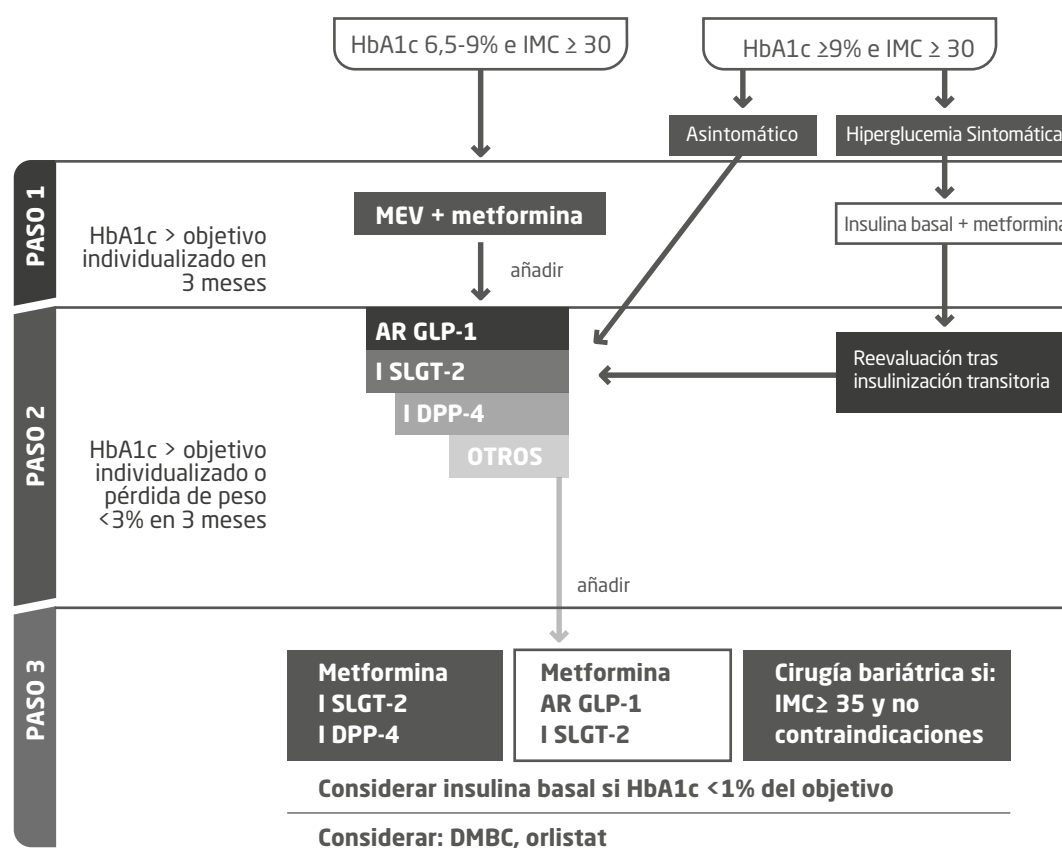 HbA1c 6,5-9% e IMC ≥ 30
HbA1c ≥9% e IMC ≥ 30
Asintomático
Hiperglucemia Sintomática
PASO 1
HbA1c > objetivo
individualizado en
3 meses
MEV + metformina
añadir
Insulina basal + metformina
PASO 2
HbA1c > objetivo
individualizado o
pérdida de peso
<3% en 3 meses
AR GLP-1
I SLGT-2
I DPP-4
OTROS
Reevaluación tras
insulinización transitoria
añadir
PASO 3
Metformina
I SLGT-2
I DPP-4
Metformina
AR GLP-1
I SLGT-2
Cirugía bariátrica si:
IMC≥ 35 y no
contraindicaciones
Considerar insulina basal si HbA1c <1% del objetivo
Considerar: DMBC, orlistat